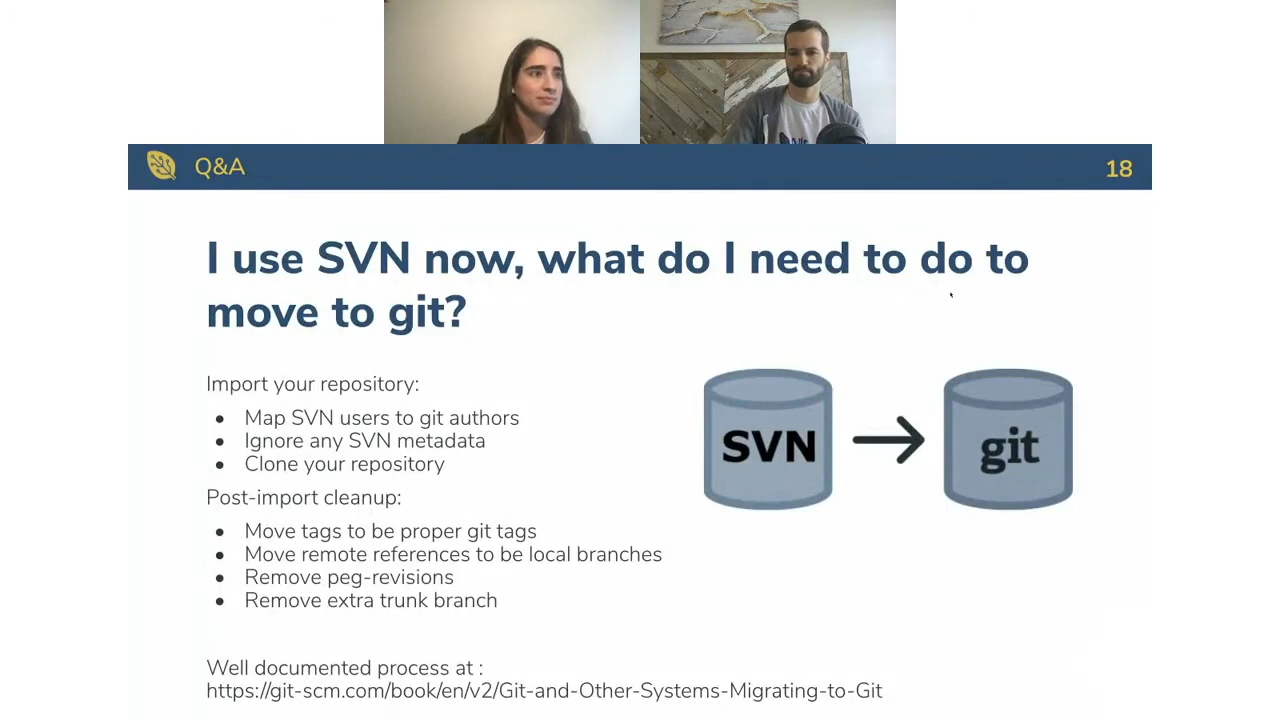 Q&A
18
I use SVN now, what do I need to do to
move to git?
Import your repository:
• Map SVN users to git authors
• Ignore any SVN metadata
• Clone your repository
Post-import cleanup:
• Move tags to be proper git tags
• Move remote references to be local branches
• Remove peg-revisions
• Remove extra trunk branch
SVN
git
Well documented process at :
https://git-scm.com/book/en/v2/Git-and-Other-Systems-Migrating-to-Git